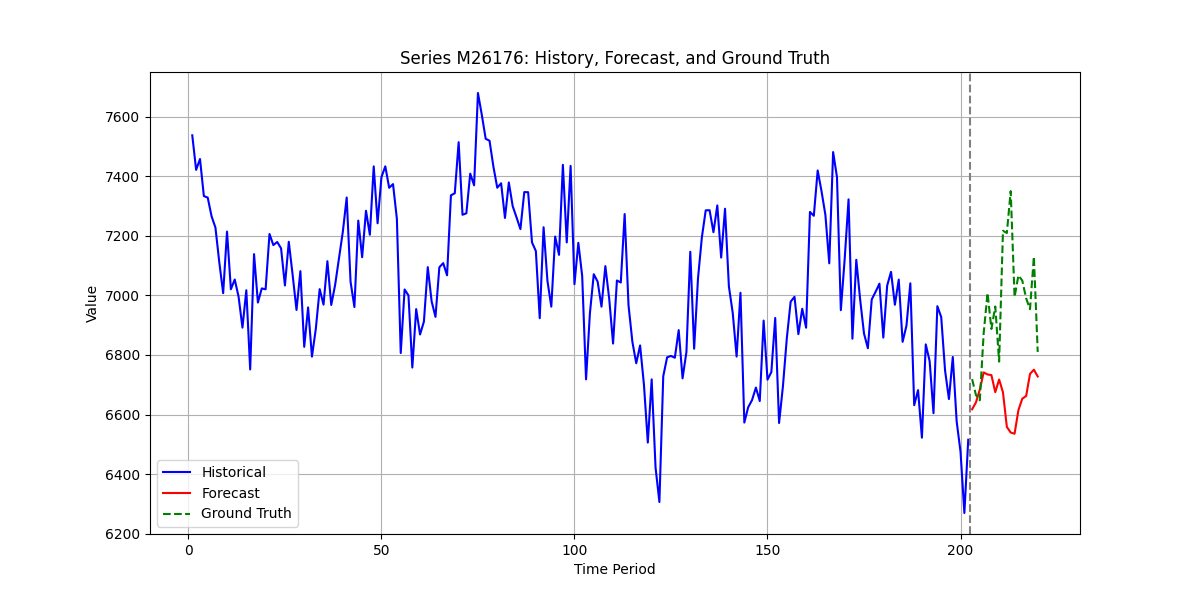 Series M26176: History, Forecast, and Ground Truth
Value
7600
7400
7200
7000
6800
6600
6400
6200
Historical
Forecast
Ground Truth
0
50
100
150
200
Time Period